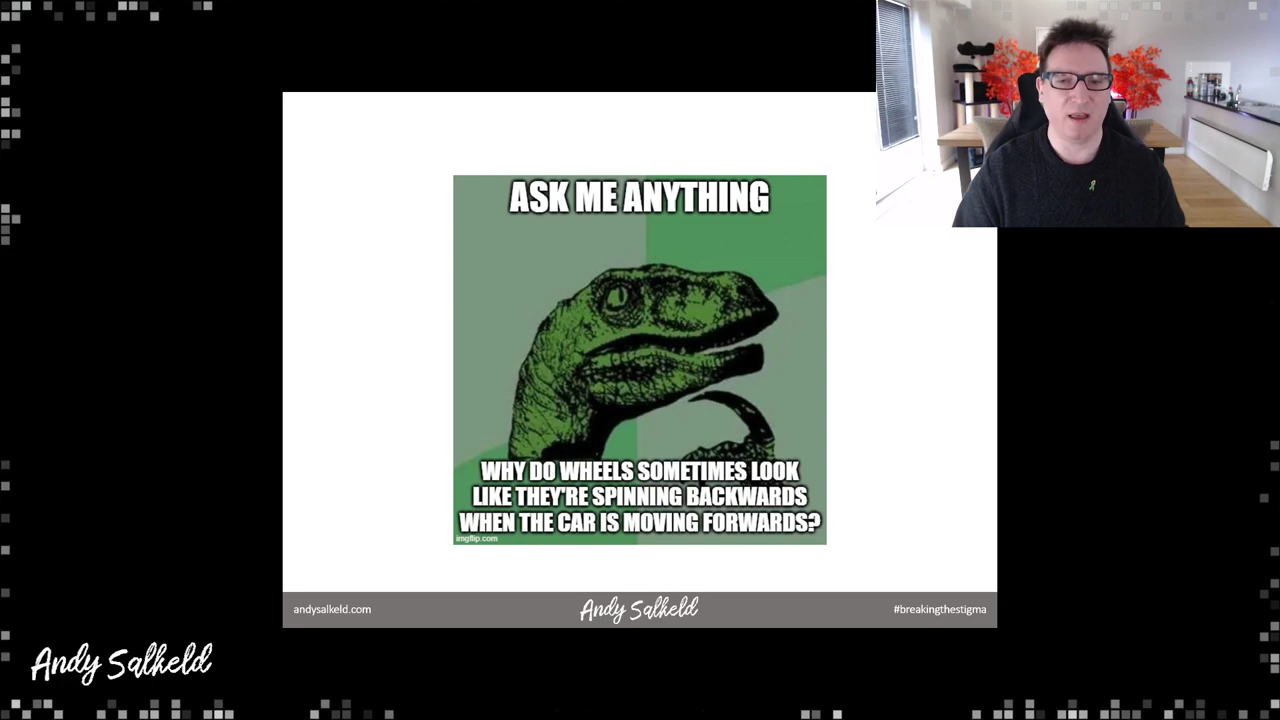 ASK ME ANYTHING
WHY DO WHEELS SOMETIMES LOOK
LIKE THEY'RE SPINNING BACKWARDS
WHEN THE CAR IS MOVING FORWARDS?
imgflip.com
andysalkeld.com
Andy Salkeld
#breakingthestigma
Andy Salkeld